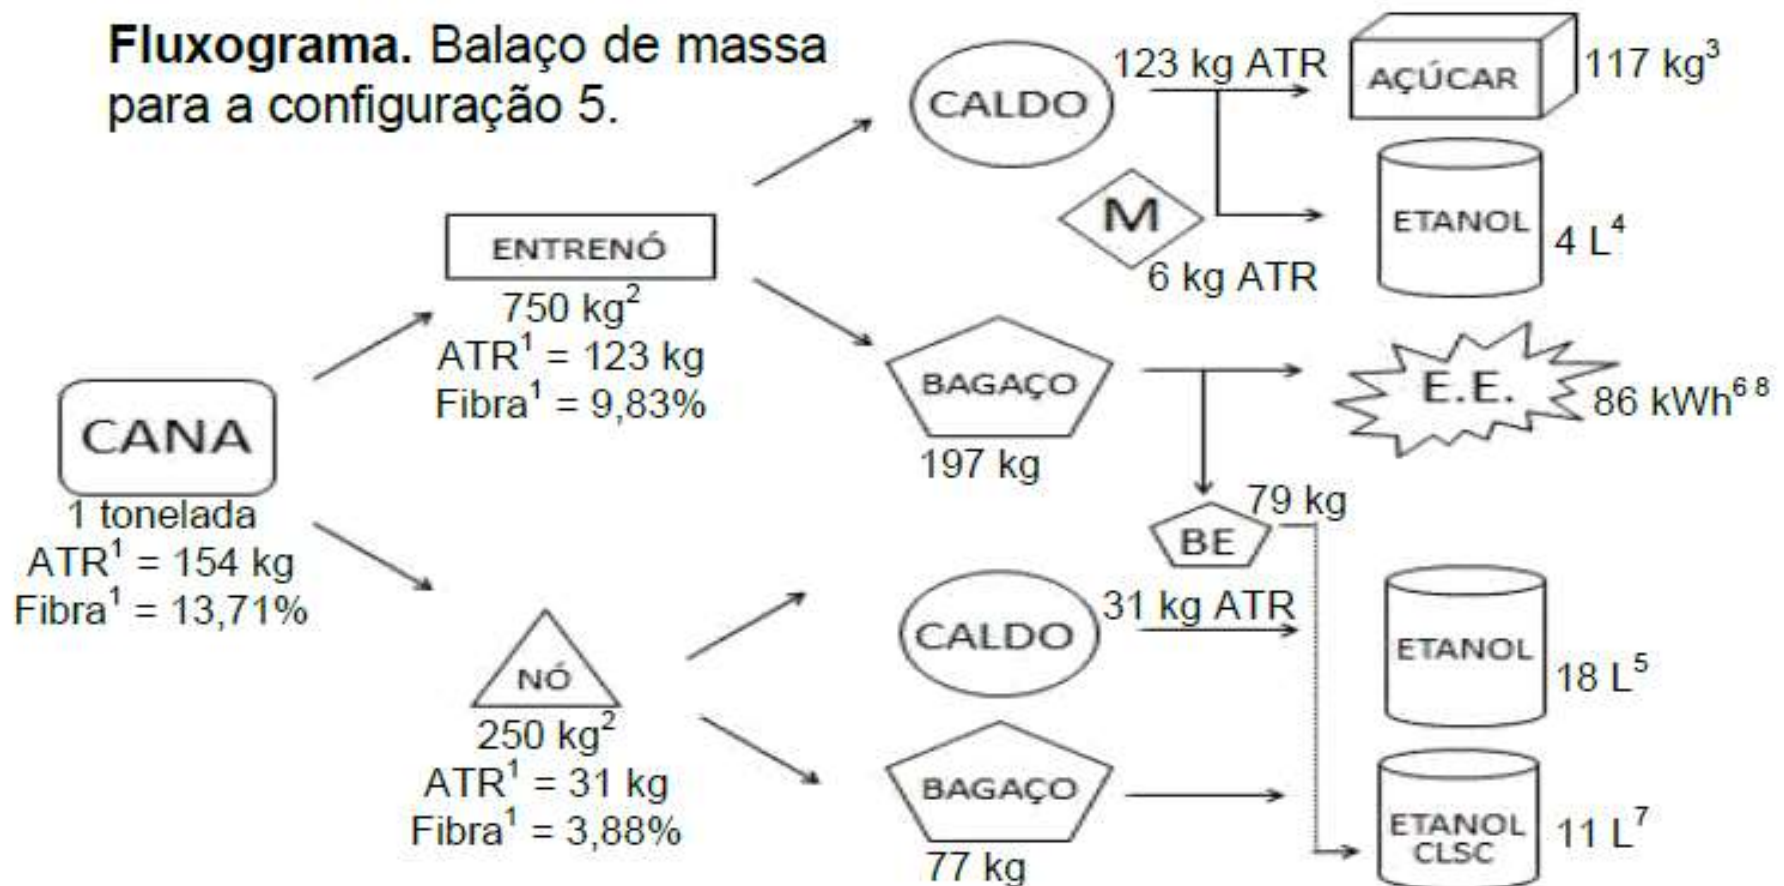 Fluxograma. Balaço de massa
para a configuração 5.
CANA
1 tonelada
ATR¹ = 154 kg
Fibra¹ = 13,71%
ENTRENÓ
750 kg²
ATR¹ = 123 kg
Fibra¹ = 9,83%
NÓ
250 kg²
ATR¹ = 31 kg
Fibra¹ = 3,88%
CALDO
123 kg ATR
AÇÚCAR
117 kg³
M
6 kg ATR
ETANOL
4 L⁴
BAGAÇO
197 kg
E.E.
86 kWh⁶ ⁸
BE
79 kg
CALDO
31 kg ATR
ETANOL
18 L⁵
BAGAÇO
77 kg
ETANOL
CLSC
11 L⁷